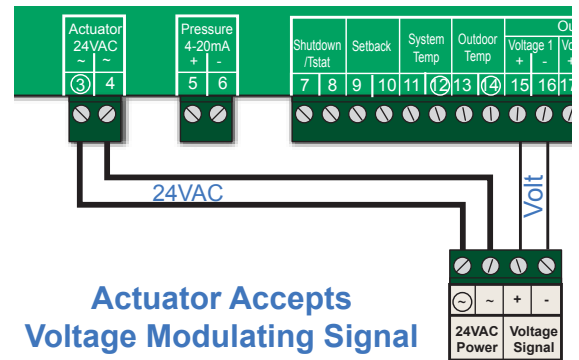 Actuator
24VAC
~ ~
3 4
Pressure
4-20mA
+ -
5 6
Shutdown
/Tstat
7 8
Setback
9 10
System
Temp
11 12
Outdoor
Temp
13 14
Voltage 1
+ -
15 16
17
24VAC
Volt
Actuator Accepts
Voltage Modulating Signal
~ ~ + -
24VAC
Power
Voltage
Signal